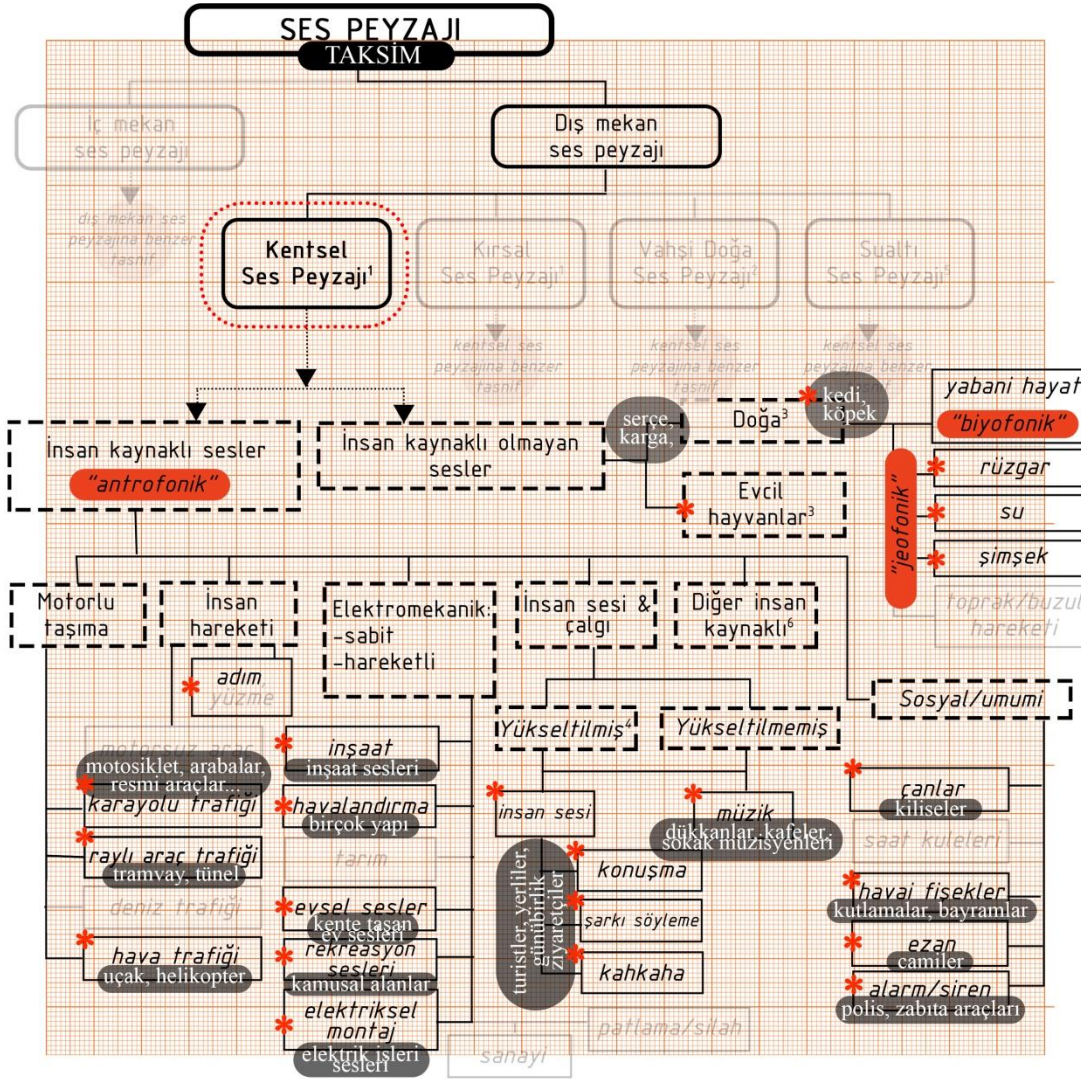 SES PEYZAJI
TAKSİM
İç mekan
ses peyzajı
Dış mekan
ses peyzajı
dış mekan ses
peyzajına benzer
tasnif
Kentsel
Ses Peyzajı¹
Kırsal
Ses Peyzajı¹
Vahşi Doğa
Ses Peyzajı²
Sualtı
Ses Peyzajı⁵
kentsel ses
peyzajına benzer
tasnif
kentsel ses
peyzajına benzer
tasnif
kentsel ses
peyzajına benzer
tasnif
İnsan kaynaklı sesler
"antrofonik"
İnsan kaynaklı olmayan
sesler
serçe,
karga,
Doğa³
kedi,
köpek
Evcil
hayvanlar³
yabani hayat
"biyofonik"
"jeofonik"
rüzgar
su
şimşek
toprak/buzul
hareketi
Motorlu
taşıma
İnsan
hareketi
Elektromekanik:
-sabit
-hareketli
İnsan sesi &
çalgı
Diğer insan
kaynaklı⁶
Sosyal/umumi
adım
yüzme
motorsuz araç
motosiklet, arabalar,
resmi araçlar...
karayolu trafiği
raylı araç trafiği
tramvay, tünel
deniz trafiği
hava trafiği
uçak, helikopter
inşaat
inşaat sesleri
havalandırma
birçok yapı
tarım
evsel sesler
kente taşan
ev sesleri
rekreasyon
sesleri
kamusal alanlar
elektriksel
montaj
elektrik işleri
sesleri
Yükseltilmiş⁴
Yükseltilmemiş
insan sesi
müzik
dükkanlar, kafeler,
sokak müzisyenleri
turistler, yerliler,
günübirlik
ziyaretçiler
konuşma
şarkı söyleme
kahkaha
patlama/silah
sanayi
çanlar
kiliseler
saat kuleleri
havai fişekler
kutlamalar, bayramlar
ezan
camiler
alarm/siren
polis, zabıta araçları